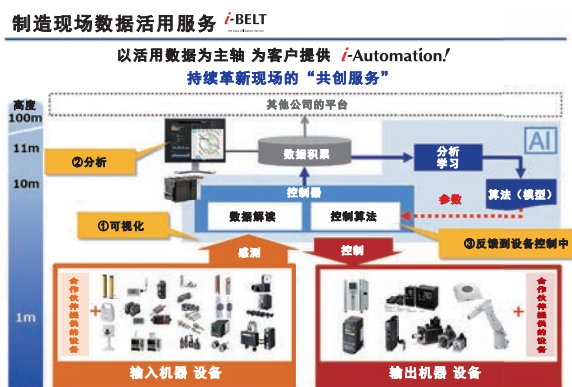 制造现场数据活用服务 i-BELT
以活用数据为主轴 为客户提供 i-Automation!
持续革新现场的“共创服务”
高度
100m
11m
10m
1m
其他公司的平台
②分析
数据积累
分析
学习
AI
算法（模型）
控制器
参数
数据解读
控制算法
①可视化
③反馈到设备控制中
感测
控制
合作伙伴提供的设备
+
输入机器 设备
+
合作伙伴提供的设备
输出机器 设备